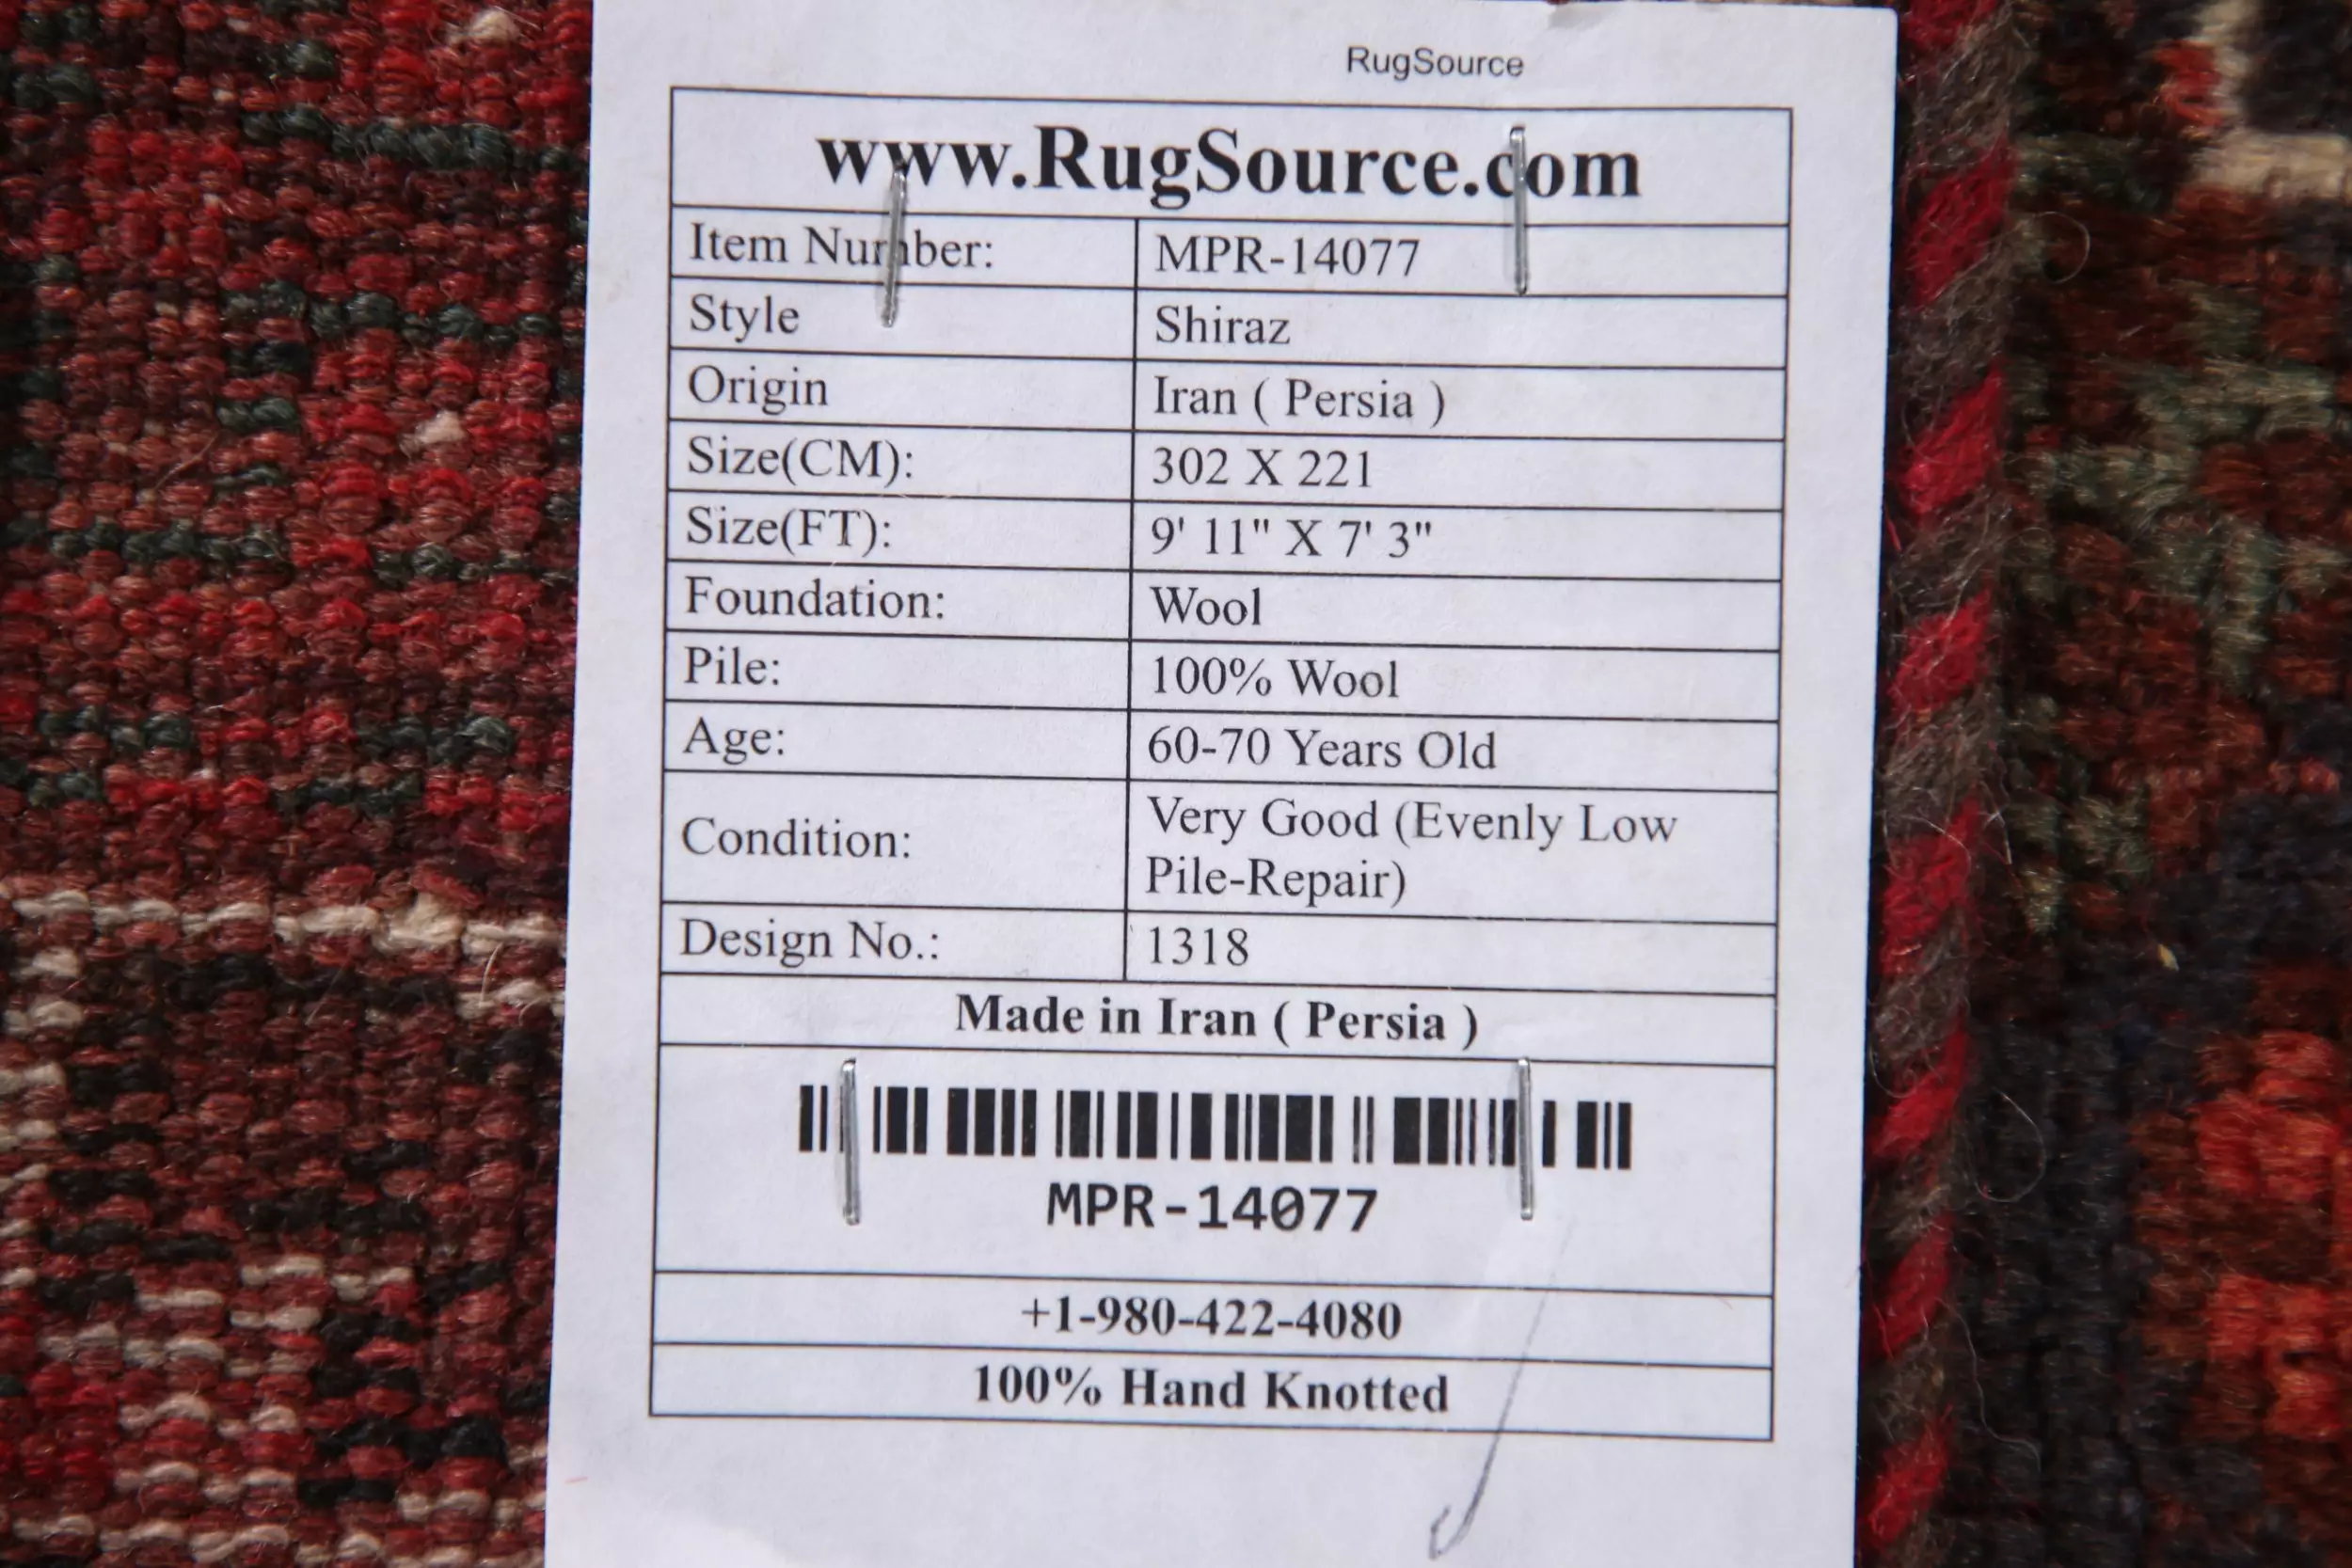 RugSource
www.RugSource.com
Item Number: MPR-14077
Style Shiraz
Origin Iran ( Persia )
Size(CM): 302 X 221
Size(FT): 9' 11" X 7' 3"
Foundation: Wool
Pile: 100% Wool
Age: 60-70 Years Old
Condition: Very Good (Evenly Low
Pile-Repair)
Design No.: 1318
Made in Iran ( Persia )
MPR-14077
+1-980-422-4080
100% Hand Knotted